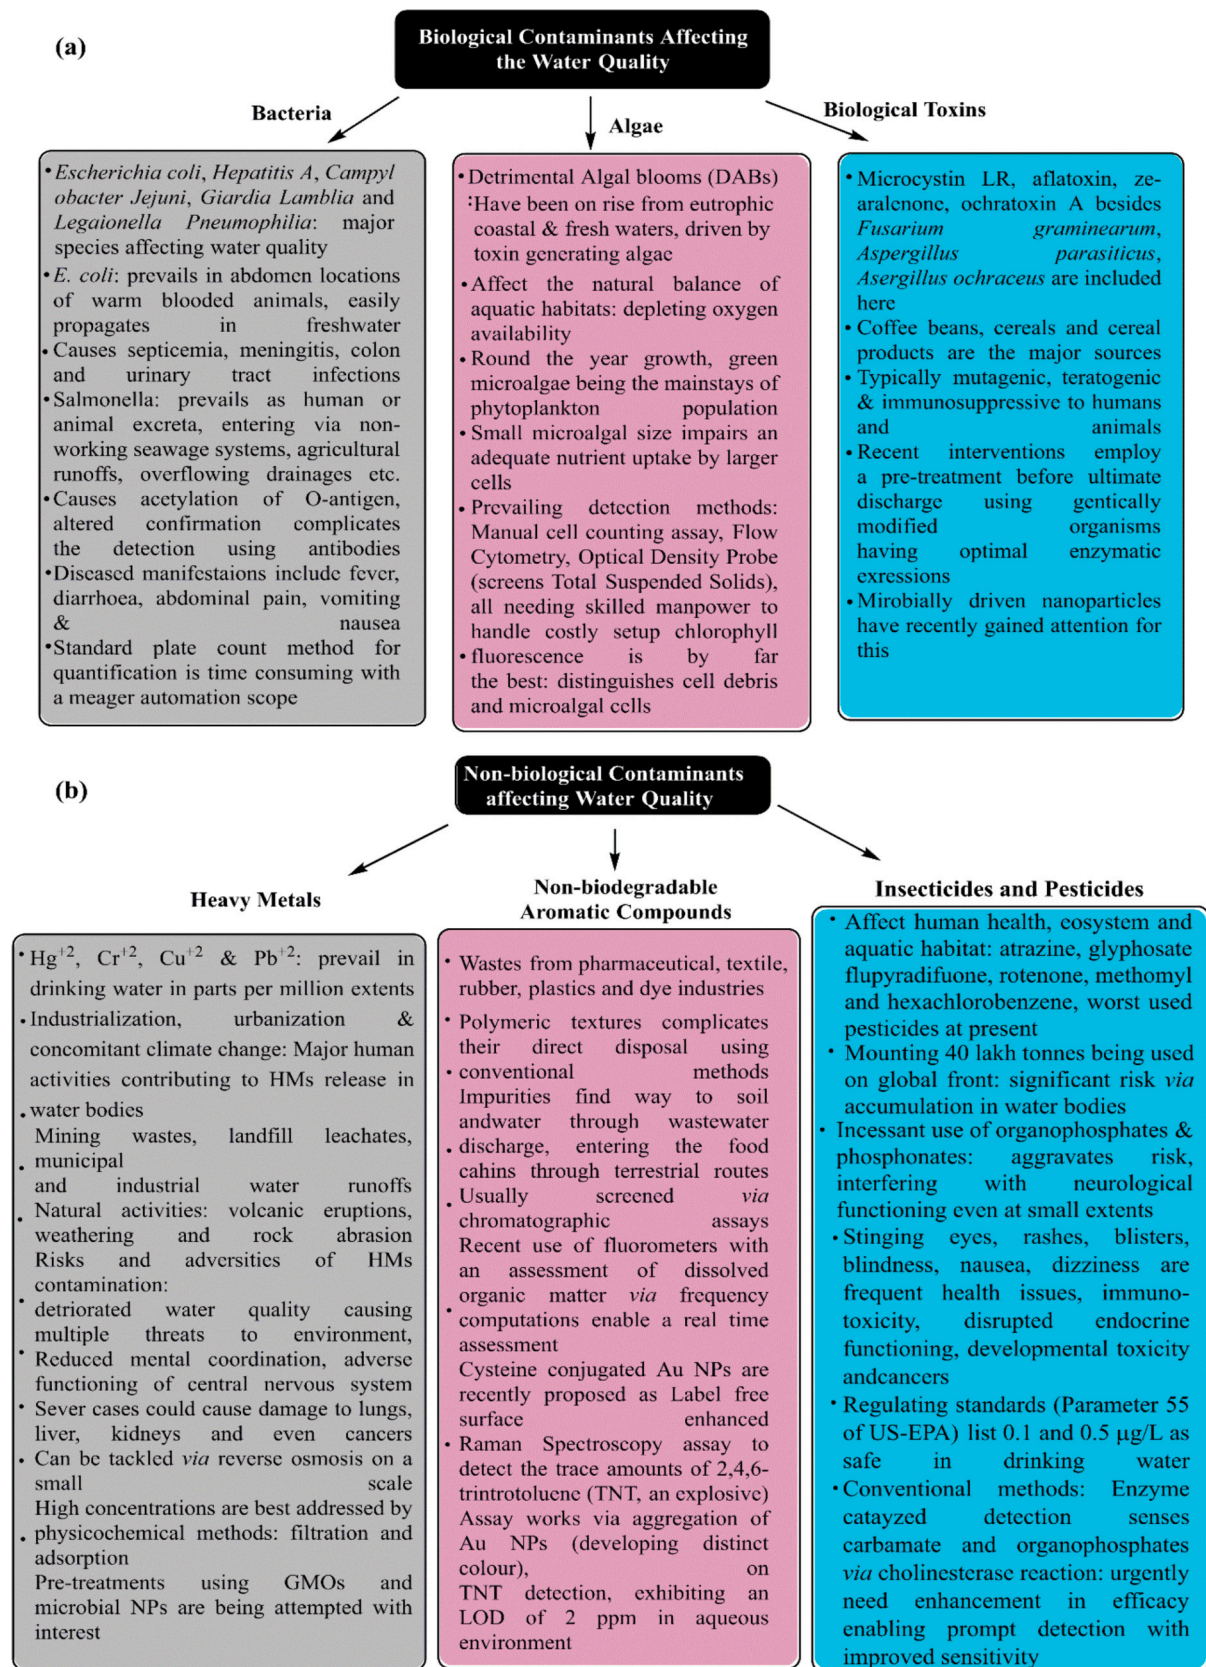 (a)
Biological Contaminants Affecting
the Water Quality
Bacteria
Algae
Biological Toxins
•Escherichia coli, Hepatitis A, Campyl
obacter Jejuni, Giardia Lamblia and
Legaionella Pneumophilia: major
species affecting water quality
•E. coli: prevails in abdomen locations
of warm blooded animals, easily
propagates in freshwater
•Causes septicemia, meningitis, colon
and urinary tract infections
•Salmonella: prevails as human or
animal excreta, entering via non-
working seawage systems, agricultural
runoffs, overflowing drainages etc.
•Causes acetylation of O-antigen,
altered confirmation complicates
the detection using antibodies
•Diseased manifestaions include fever,
diarrhoea, abdominal pain, vomiting
& nausea
•Standard plate count method for
quantification is time consuming with
a meager automation scope
•Detrimental Algal blooms (DABs)
:Have been on rise from eutrophic
coastal & fresh waters, driven by
toxin generating algae
•Affect the natural balance of
aquatic habitats: depleting oxygen
availability
•Round the year growth, green
microalgae being the mainstays of
phytoplankton population
•Small microalgal size impairs an
adequate nutrient uptake by larger
cells
•Prevailing detection methods:
Manual cell counting assay, Flow
Cytometry, Optical Density Probe
(screens Total Suspended Solids),
all needing skilled manpower to
handle costly setup chlorophyll
•fluorescence is by far
the best: distinguishes cell debris
and microalgal cells
•Microcystin LR, aflatoxin, ze-
aralenone, ochratoxin A besides
Fusarium graminearum,
Aspergillus parasiticus,
Asergillus ochraceus are included
here
•Coffee beans, cereals and cereal
products are the major sources
•Typically mutagenic, teratogenic
& immunosuppressive to humans
and animals
•Recent interventions employ
a pre-treatment before ultimate
discharge using gentically
modified organisms
having optimal enzymatic
exressions
•Mirobially driven nanoparticles
have recently gained attention for
this
(b)
Non-biological Contaminants
affecting Water Quality
Heavy Metals
Non-biodegradable
Aromatic Compounds
Insecticides and Pesticides
•Hg+2, Cr+2, Cu+2 & Pb+2: prevail in
drinking water in parts per million extents
•Industrialization, urbanization &
concomitant climate change: Major human
activities contributing to HMs release in
•water bodies
Mining wastes, landfill leachates,
•municipal
and industrial water runoffs
•Natural activities: volcanic eruptions,
weathering and rock abrasion
Risks and adversities of HMs
contamination:
•deteriorated water quality causing
multiple threats to environment,
•Reduced mental coordination, adverse
functioning of central nervous system
•Sever cases could cause damage to lungs,
liver, kidneys and even cancers
•Can be tackled via reverse osmosis on a
small scale
High concentrations are best addressed by
•physicochemical methods: filtration and
adsorption
Pre-treatments using GMOs and
microbial NPs are being attempted with
interest
•Wastes from pharmaceutical, textile,
rubber, plastics and dye industries
•Polymeric textures complicates
their direct disposal using
•conventional methods
Impurities find way to soil
andwater through wastewater
•discharge, entering the food
cahins through terrestrial routes
•Usually screened via
chromatographic assays
Recent use of fluorometers with
an assessment of dissolved
organic matter via frequency
•computations enable a real time
assessment
Cysteine conjugated Au NPs are
recently proposed as Label free
surface enhanced
•Raman Spectroscopy assay to
detect the trace amounts of 2,4,6-
trintrotoluene (TNT, an explosive)
Assay works via aggregation of
Au NPs (developing distinct
colour), on
TNT detection, exhibiting an
LOD of 2 ppm in aqueous
environment
•Affect human health, cosystem and
aquatic habitat: atrazine, glyphosate
flupyradifuone, rotenone, methomyl
and hexachlorobenzene, worst used
pesticides at present
•Mounting 40 lakh tonnes being used
on global front: significant risk via
accumulation in water bodies
•Incessant use of organophosphates &
phosphonates: aggravates risk,
interfering with neurological
functioning even at small extents
•Stinging eyes, rashes, blisters,
blindness, nausea, dizziness are
frequent health issues, immuno-
toxicity, disrupted endocrine
functioning, developmental toxicity
andcancers
•Regulating standards (Parameter 55
of US-EPA) list 0.1 and 0.5 µg/L as
safe in drinking water
•Conventional methods: Enzyme
catayzed detection senses
carbamate and organophosphates
via cholinesterase reaction: urgently
need enhancement in efficacy
enabling prompt detection with
improved sensitivity